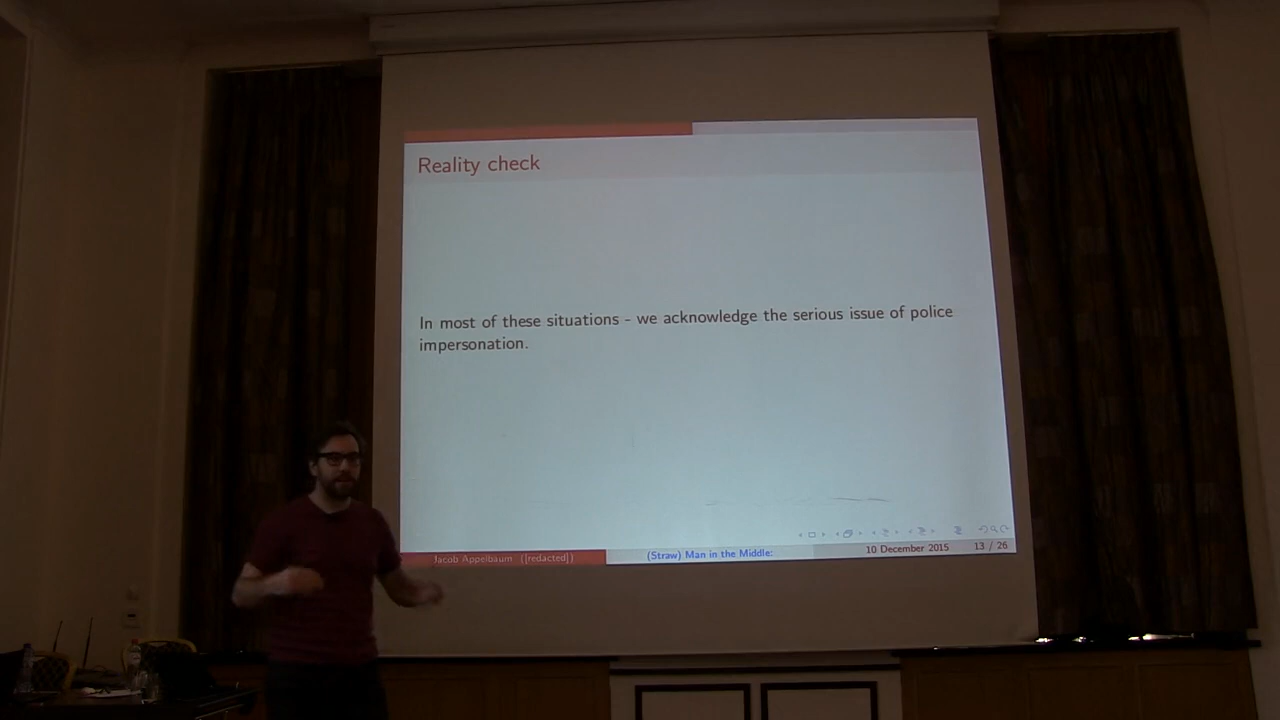 Reality check
In most of these situations - we acknowledge the serious issue of police
impersonation.
Jacob Appelbaum ([redacted])
(Straw) Man in the Middle:
10 December 2015
13 / 26